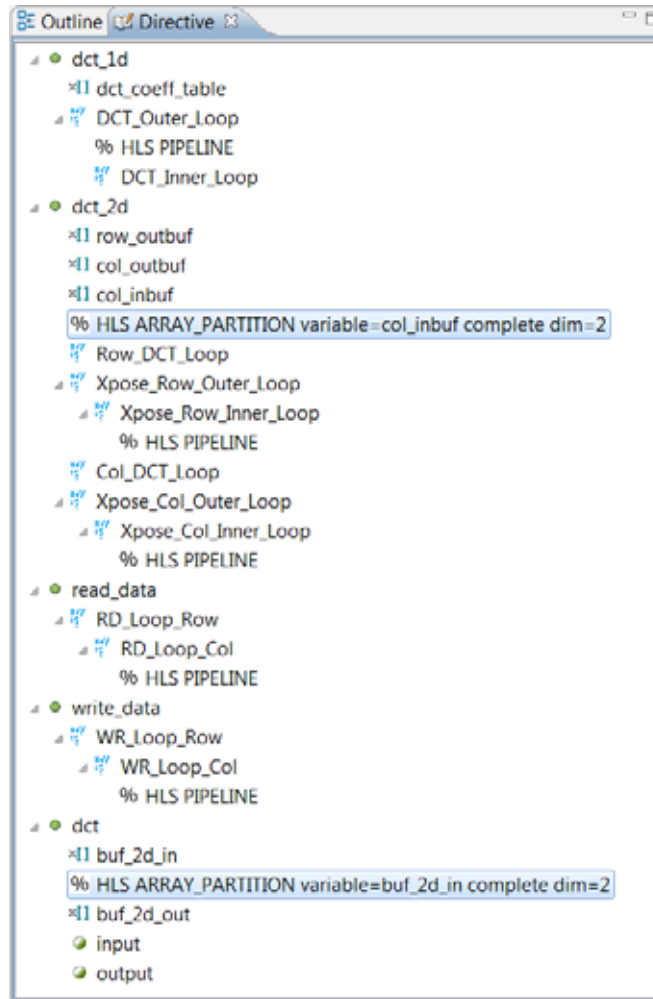 Outline Directive
dct_1d
dct_coeff_table
DCT_Outer_Loop
% HLS PIPELINE
DCT_Inner_Loop
dct_2d
row_outbuf
col_outbuf
col_inbuf
% HLS ARRAY_PARTITION variable=col_inbuf complete dim=2
Row_DCT_Loop
Xpose_Row_Outer_Loop
Xpose_Row_Inner_Loop
% HLS PIPELINE
Col_DCT_Loop
Xpose_Col_Outer_Loop
Xpose_Col_Inner_Loop
% HLS PIPELINE
read_data
RD_Loop_Row
RD_Loop_Col
% HLS PIPELINE
write_data
WR_Loop_Row
WR_Loop_Col
% HLS PIPELINE
dct
buf_2d_in
% HLS ARRAY_PARTITION variable=buf_2d_in complete dim=2
buf_2d_out
input
output